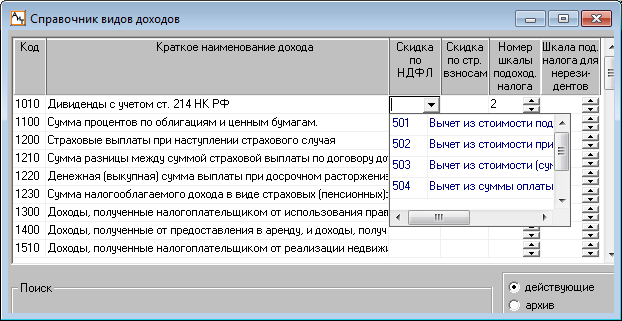 Справочник видов доходов
Код Краткое наименование дохода Скидка по НДФЛ Скидка по стр. взносам Номер шкалы подоход. налога Шкала под. налога для нерези-дентов
1010 Дивиденды с учетом ст. 214 НК РФ 2
1100 Сумма процентов по облигациям и ценным бумагам.
1200 Страховые выплаты при наступлении страхового случая
1210 Сумма разницы между суммой страховой выплаты по договору до
1220 Денежная (выкупная) сумма выплаты при досрочном расторжени
1230 Сумма налогооблагаемого дохода в виде страховых (пенсионных):
1300 Доходы, полученные налогоплательщиком от использования прав
1400 Доходы, полученные от предоставления в аренду, и доходы, получ
1510 Доходы, полученные налогоплательщиком от реализации недвиж
501 Вычет из стоимости под
502 Вычет из стоимости при
503 Вычет из стоимости (сум
504 Вычет из суммы оплаты
Поиск
действующие
архив